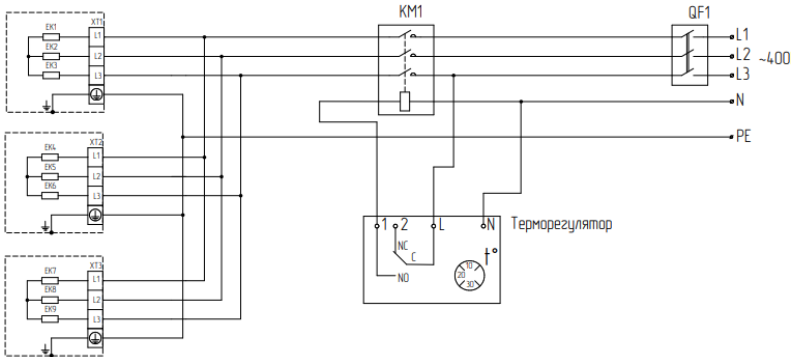 KM1
QF1
XT1
EK1
L1
EK2
L2
EK3
L3
L1
L2
~400
L3
N
PE
XT2
EK4
L1
EK5
L2
EK6
L3
1
2
L
N
Терморегулятор
NC
C
NO
t°
10
20
30
XT3
EK7
L1
EK8
L2
EK9
L3